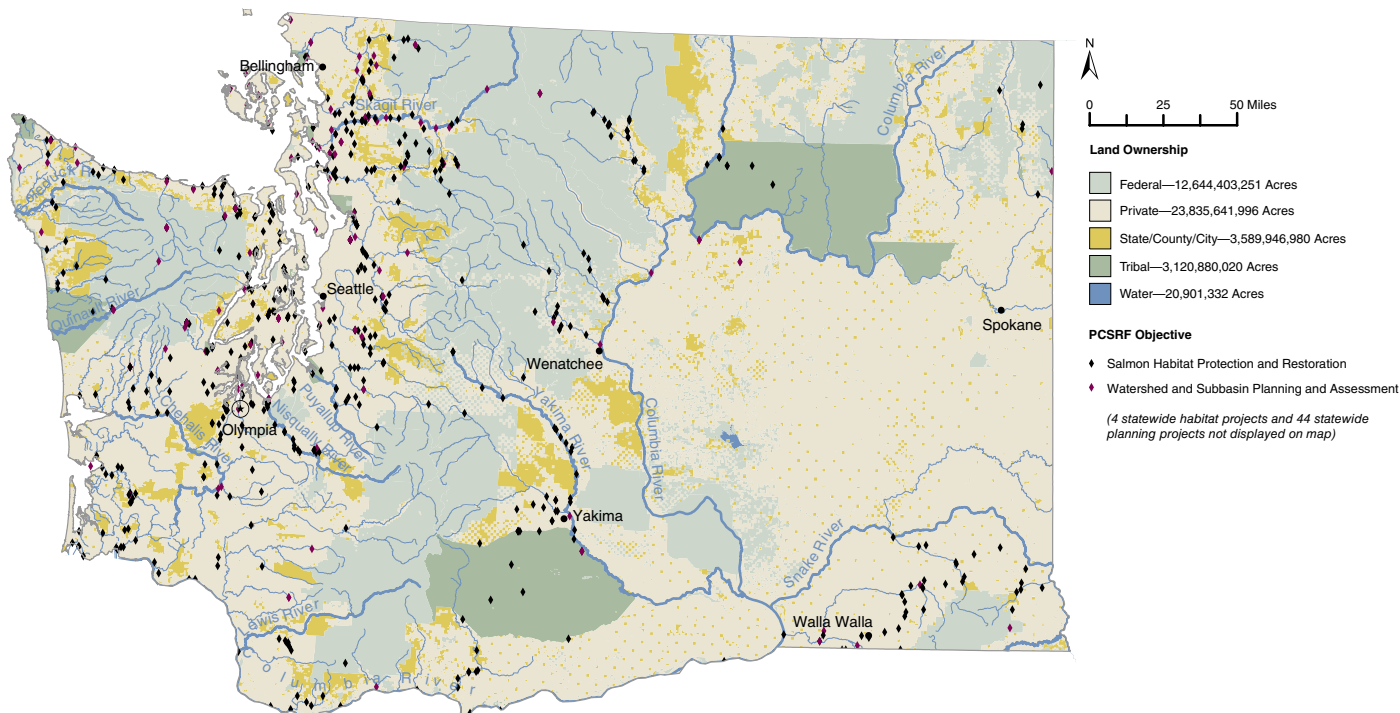 Bellingham
Skagit River
Columbia River
Quinault River
Seattle
Spokane
Wenatchee
Puyallup River
Nisqually River
Chehalis River
Olympia
Yakima River
Columbia River
Yakima
Snake River
Lewis River
Walla Walla
Columbia River
N
0 25 50 Miles
Land Ownership
Federal—12,644,403,251 Acres
Private—23,835,641,996 Acres
State/County/City—3,589,946,980 Acres
Tribal—3,120,880,020 Acres
Water—20,901,332 Acres
PCSRF Objective
Salmon Habitat Protection and Restoration
Watershed and Subbasin Planning and Assessment
(4 statewide habitat projects and 44 statewide
planning projects not displayed on map)